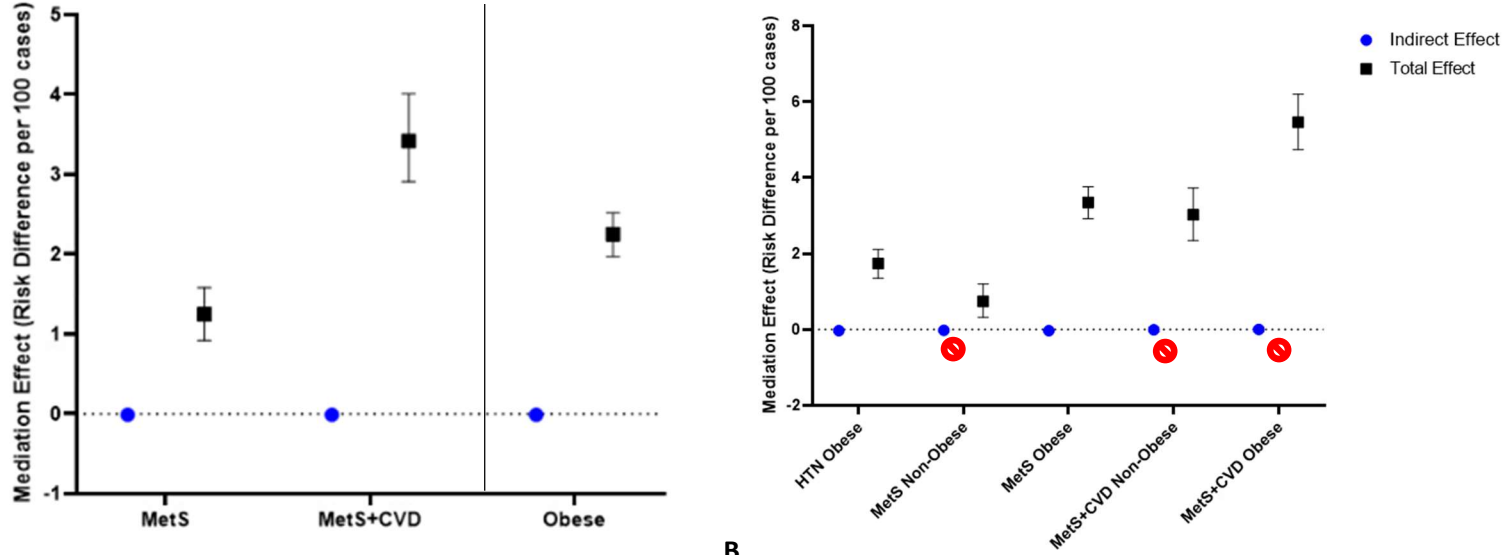 Mediation Effect (Risk Difference per 100 cases)
5
4
3
2
1
0
-1
MetS
MetS+CVD
Obese
Mediation Effect (Risk Difference per 100 cases)
8
6
4
2
0
-2
HTN Obese
MetS Non-Obese
MetS Obese
MetS+CVD Non-Obese
MetS+CVD Obese
Indirect Effect
Total Effect
B